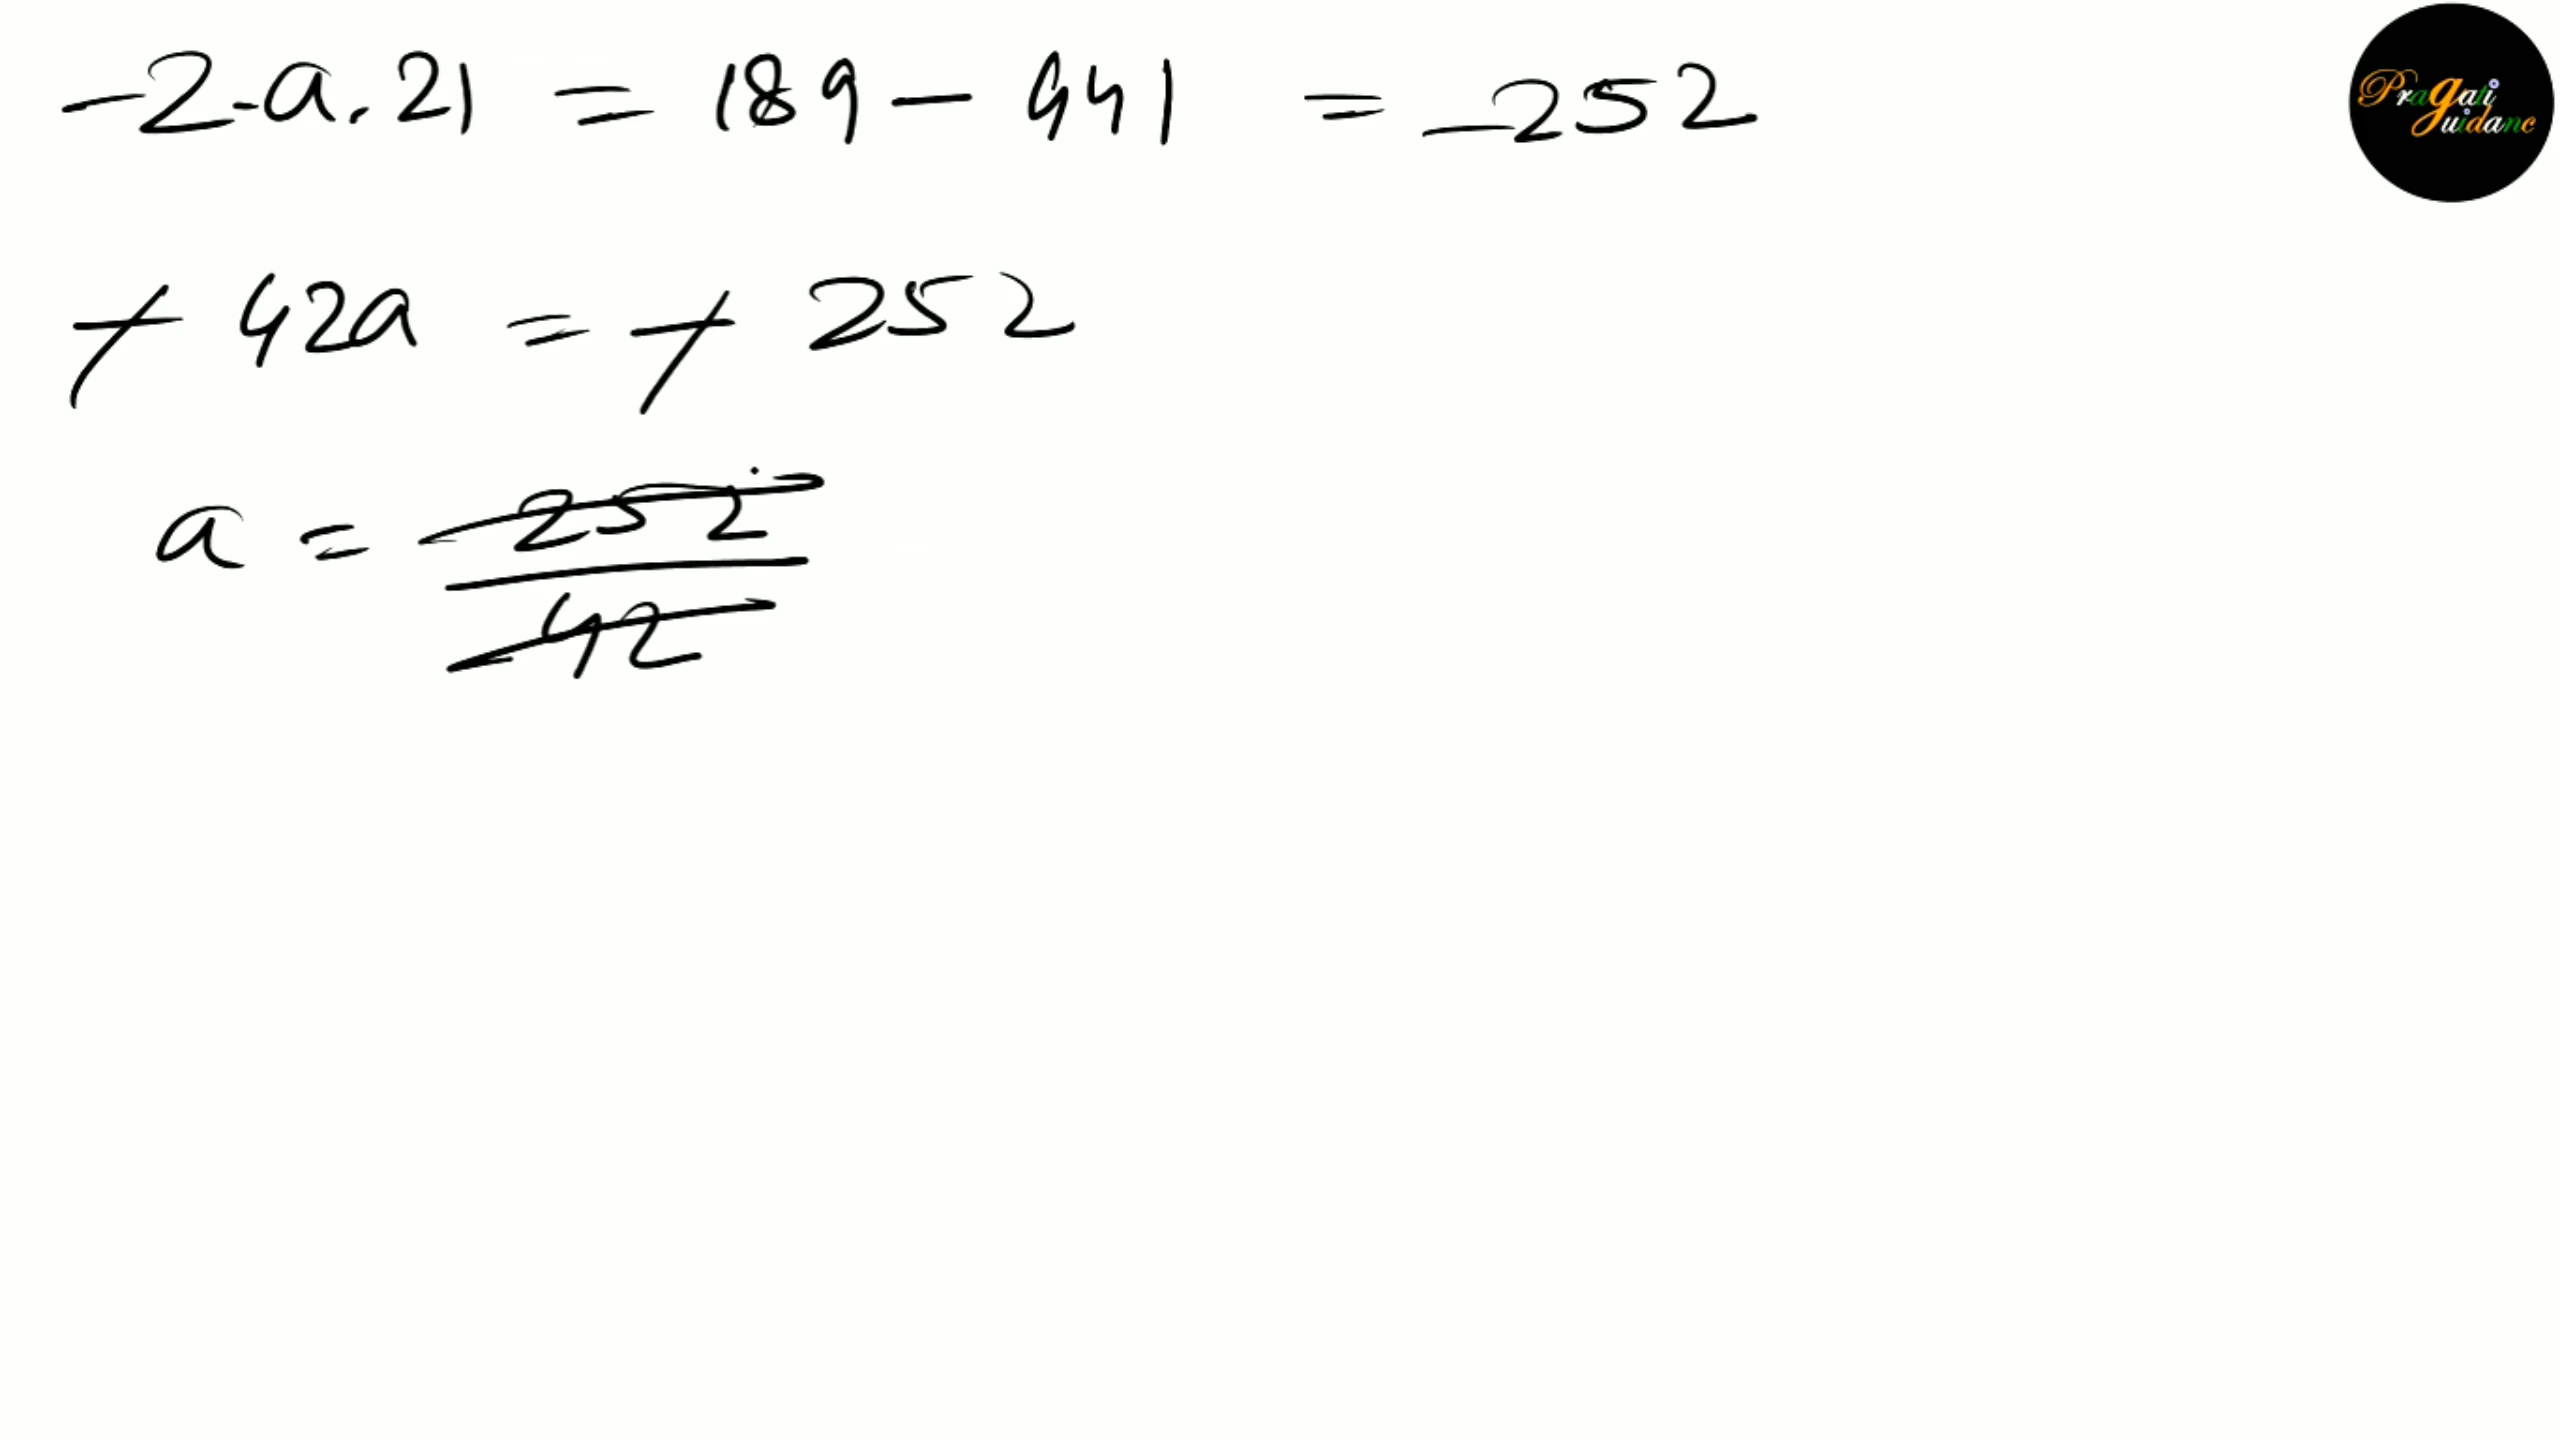 -2.a.21 = 189 - 441 = -252
- 42a = - 252
a = 252
42
Pragati
Guidanc